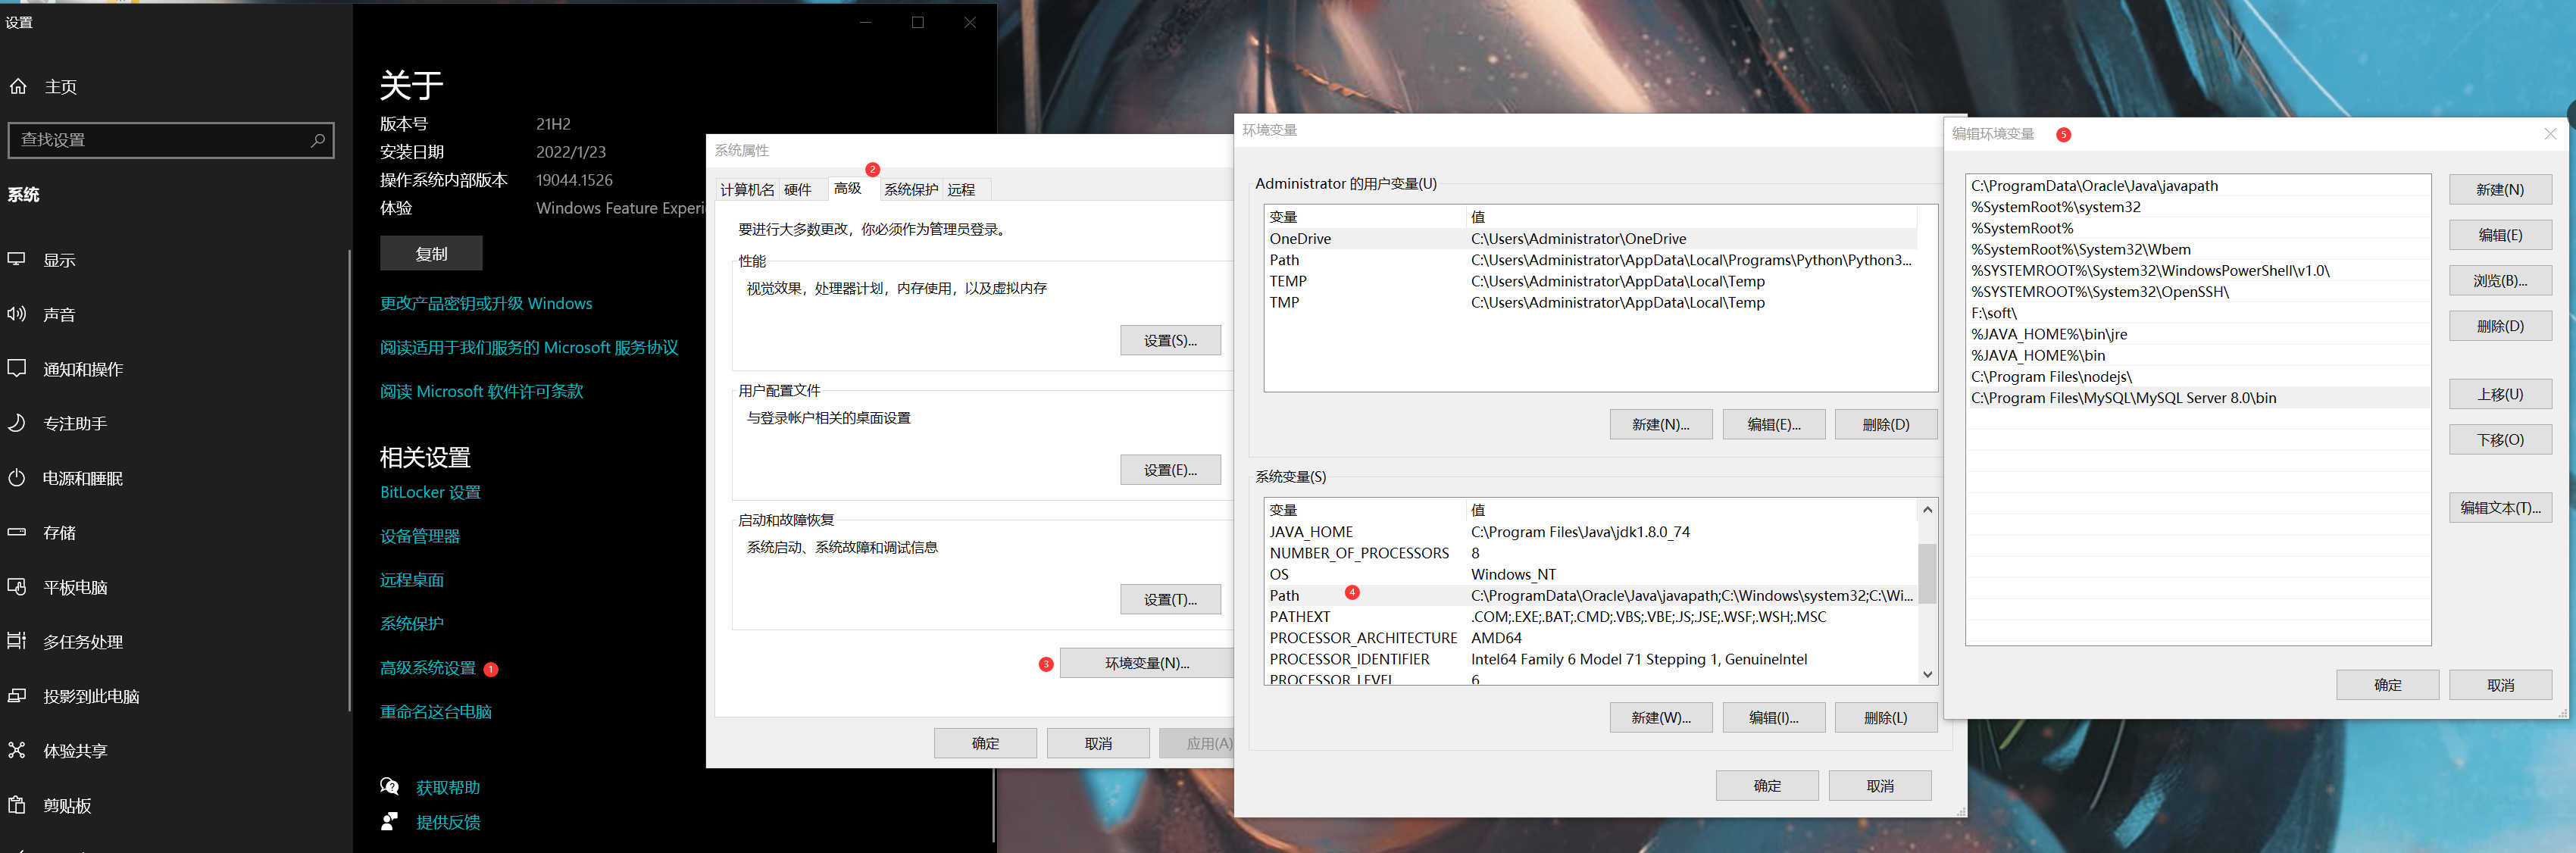 设置
主页
查找设置
系统
显示
声音
通知和操作
专注助手
电源和睡眠
存储
平板电脑
多任务处理
投影到此电脑
体验共享
剪贴板
关于
版本号 21H2
安装日期 2022/1/23
操作系统内部版本 19044.1526
体验 Windows Feature Experi
复制
更改产品密钥或升级 Windows
阅读适用于我们服务的 Microsoft 服务协议
阅读 Microsoft 软件许可条款
相关设置
BitLocker 设置
设备管理器
远程桌面
系统保护
高级系统设置 1
重命名这台电脑
获取帮助
提供反馈
系统属性
2
计算机名 硬件 高级 系统保护 远程
要进行大多数更改，你必须作为管理员登录。
性能
视觉效果，处理器计划，内存使用，以及虚拟内存
设置(S)...
用户配置文件
与登录帐户相关的桌面设置
设置(E)...
启动和故障恢复
系统启动、系统故障和调试信息
设置(T)...
3 环境变量(N)...
确定 取消 应用(A)
环境变量
Administrator 的用户变量(U)
变量 值
OneDrive C:\Users\Administrator\OneDrive
Path C:\Users\Administrator\AppData\Local\Programs\Python\Python3...
TEMP C:\Users\Administrator\AppData\Local\Temp
TMP C:\Users\Administrator\AppData\Local\Temp
新建(N)... 编辑(E)... 删除(D)
系统变量(S)
变量 值
JAVA_HOME C:\Program Files\Java\jdk1.8.0_74
NUMBER_OF_PROCESSORS 8
OS Windows_NT
Path 4 C:\ProgramData\Oracle\Java\javapath;C:\Windows\system32;C:\Wi...
PATHEXT .COM;.EXE;.BAT;.CMD;.VBS;.VBE;.JS;.JSE;.WSF;.WSH;.MSC
PROCESSOR_ARCHITECTURE AMD64
PROCESSOR_IDENTIFIER Intel64 Family 6 Model 71 Stepping 1, GenuineIntel
PROCESSOR_LEVEL 6
新建(W)... 编辑(I)... 删除(L)
确定 取消
编辑环境变量 5
C:\ProgramData\Oracle\Java\javapath
%SystemRoot%\system32
%SystemRoot%
%SystemRoot%\System32\Wbem
%SYSTEMROOT%\System32\WindowsPowerShell\v1.0\
%SYSTEMROOT%\System32\OpenSSH\
F:\soft\
%JAVA_HOME%\bin\jre
%JAVA_HOME%\bin
C:\Program Files\nodejs\
C:\Program Files\MySQL\MySQL Server 8.0\bin
新建(N)
编辑(E)
浏览(B)...
删除(D)
上移(U)
下移(O)
编辑文本(T)...
确定 取消